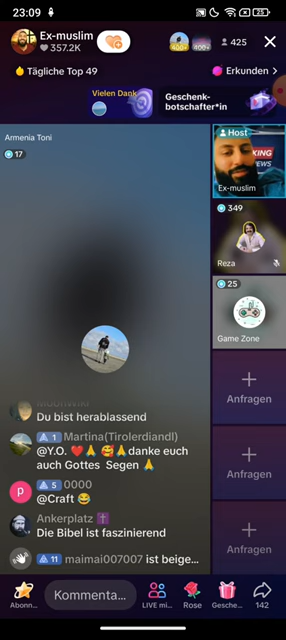 23:09
25
Ex-muslim
357.2K
400+
400+
425
Tägliche Top 49
Erkunden >
Vielen Dank
Geschenk-
botschafter*in
Armenia Toni
17
Host
Ex-muslim
349
Reza
25
Game Zone
+
Anfragen
+
Anfragen
+
Anfragen
Du bist herablassend
1 Martina(Tirolerdiandl)
@Y.O. ❤️🙏 🥰🙏danke euch
auch Gottes Segen 🙏
p
5 0000
@Craft 😂
Ankerplatz ✝️
Die Bibel ist faszinierend
11 maimai007007 ist beige...
Abonn...
Kommenta...
LIVE mi...
Rose
Gesche...
142